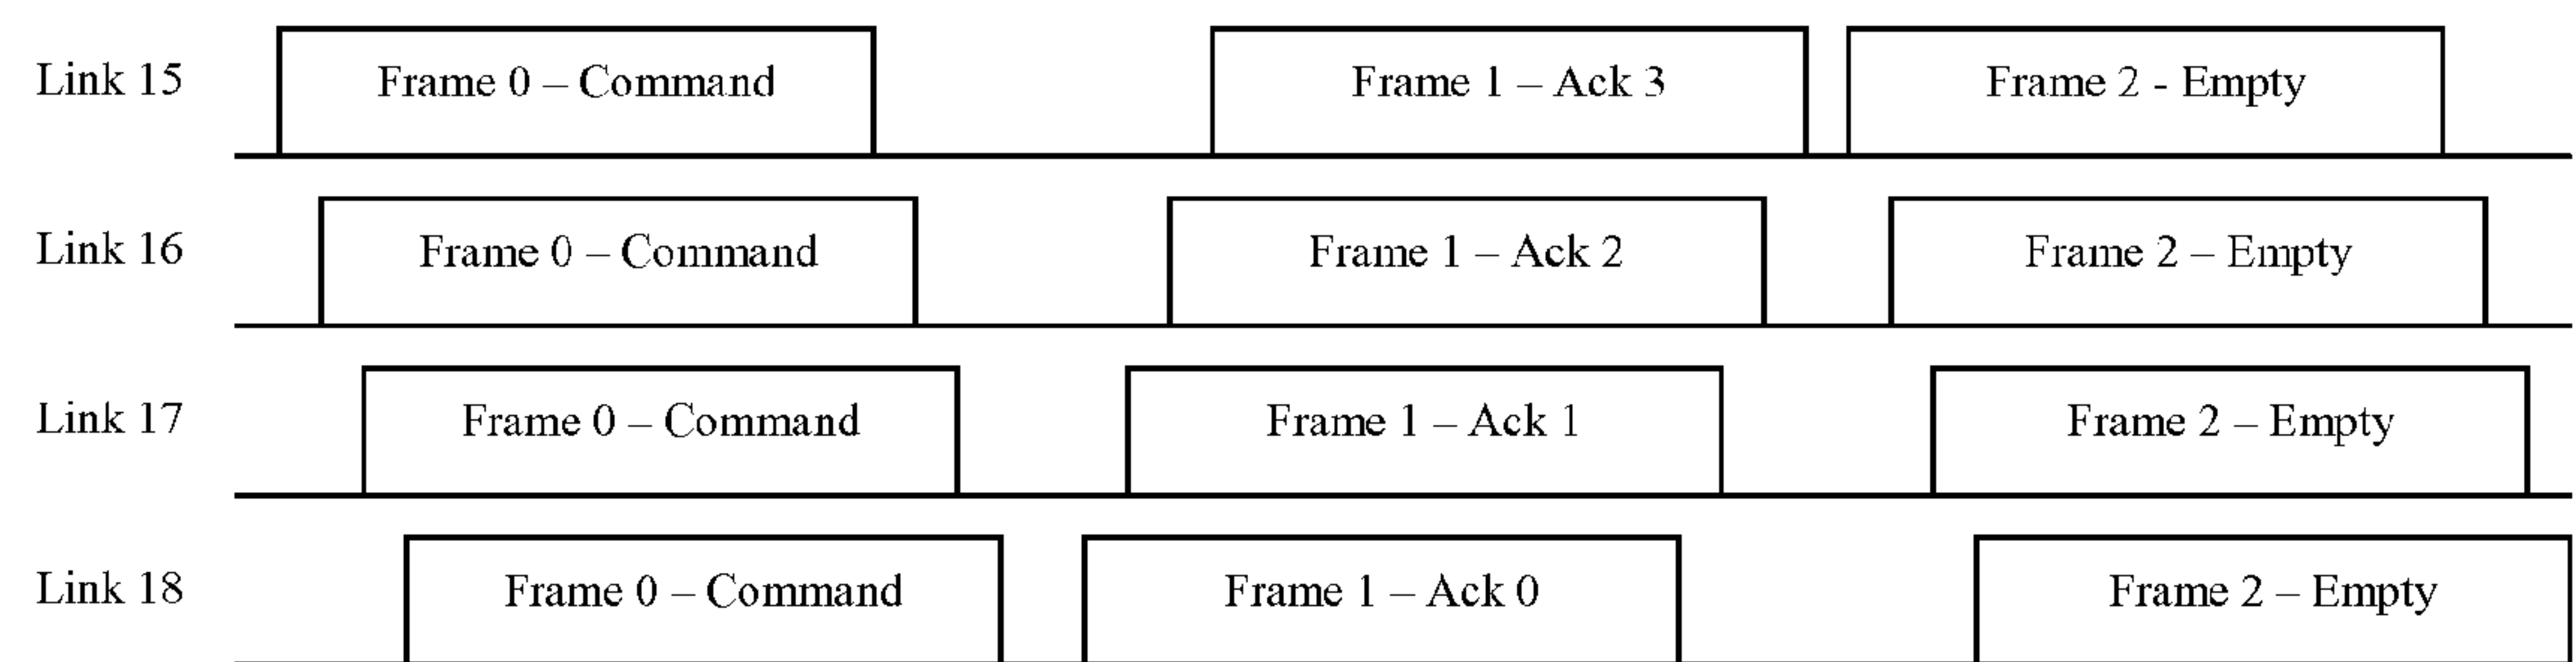 Link 15 Frame 0 – Command Frame 1 – Ack 3 Frame 2 - Empty
Link 16 Frame 0 – Command Frame 1 – Ack 2 Frame 2 – Empty
Link 17 Frame 0 – Command Frame 1 – Ack 1 Frame 2 – Empty
Link 18 Frame 0 – Command Frame 1 – Ack 0 Frame 2 – Empty